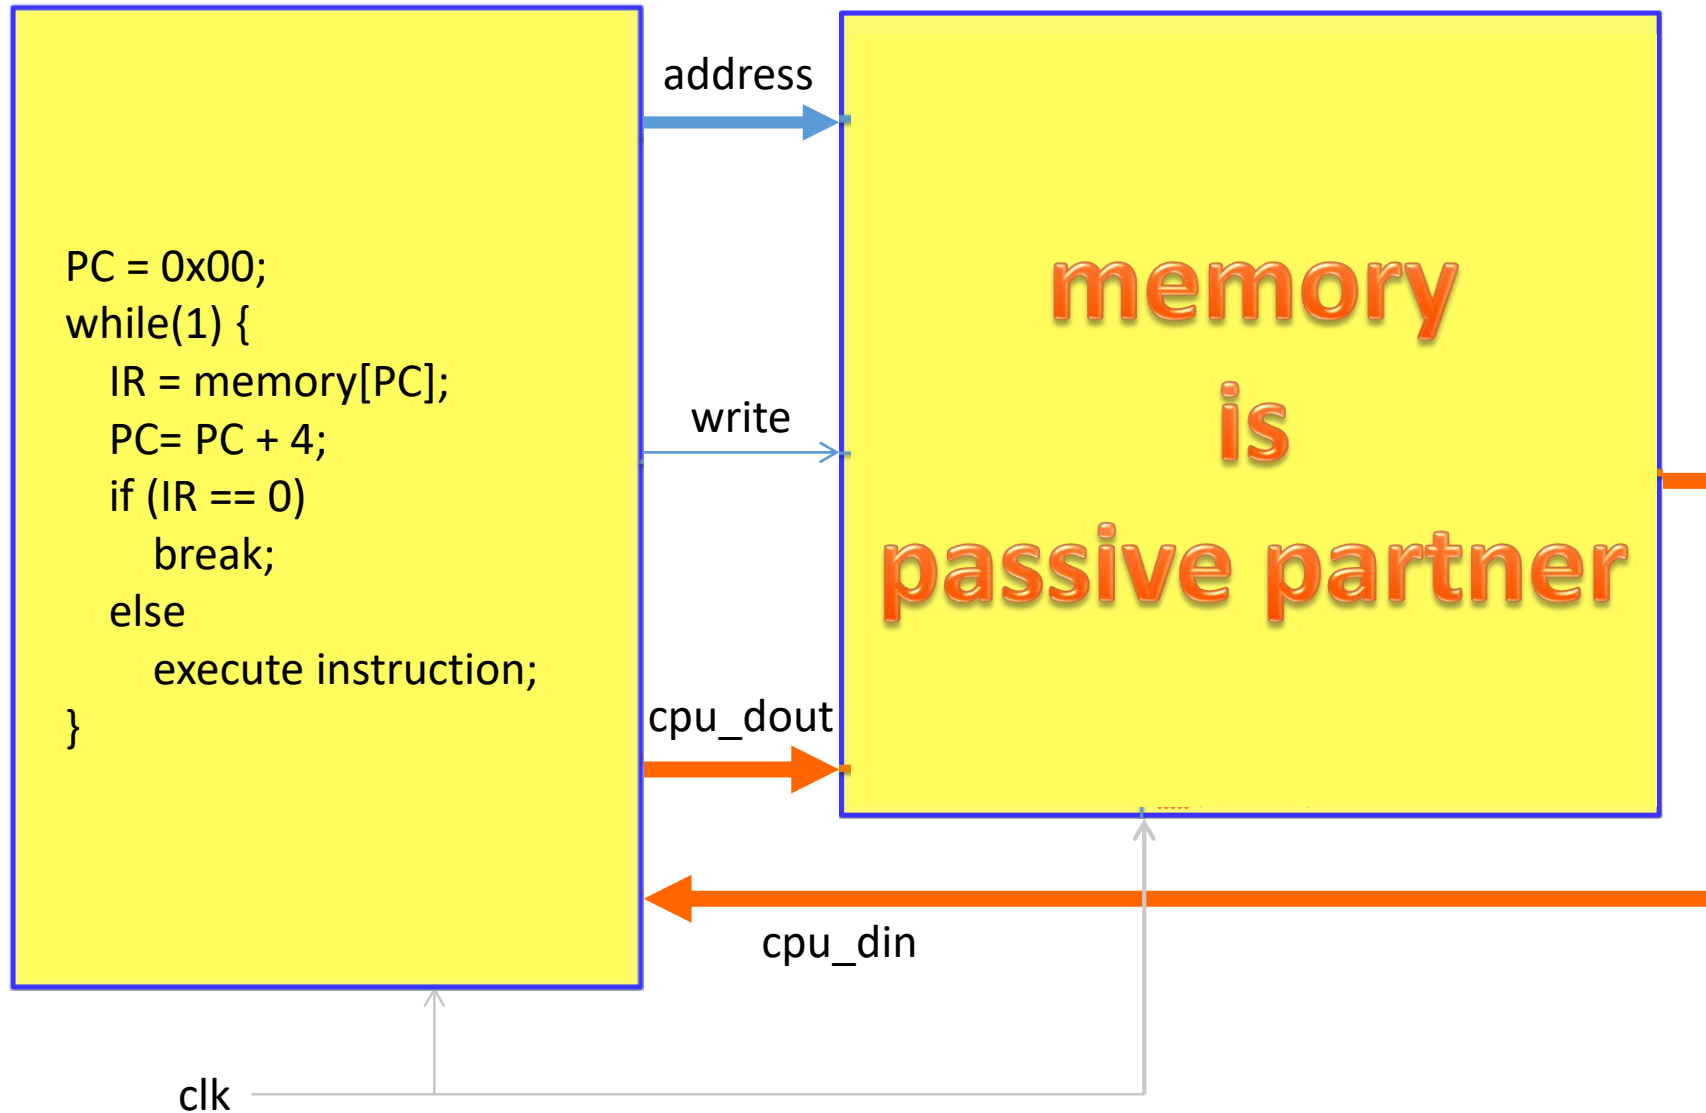 address
PC = 0x00;
while(1) {
IR = memory[PC];
PC= PC + 4;
if (IR == 0)
break;
else
execute instruction;
}
write
cpu_dout
memory
is
passive partner
cpu_din
clk